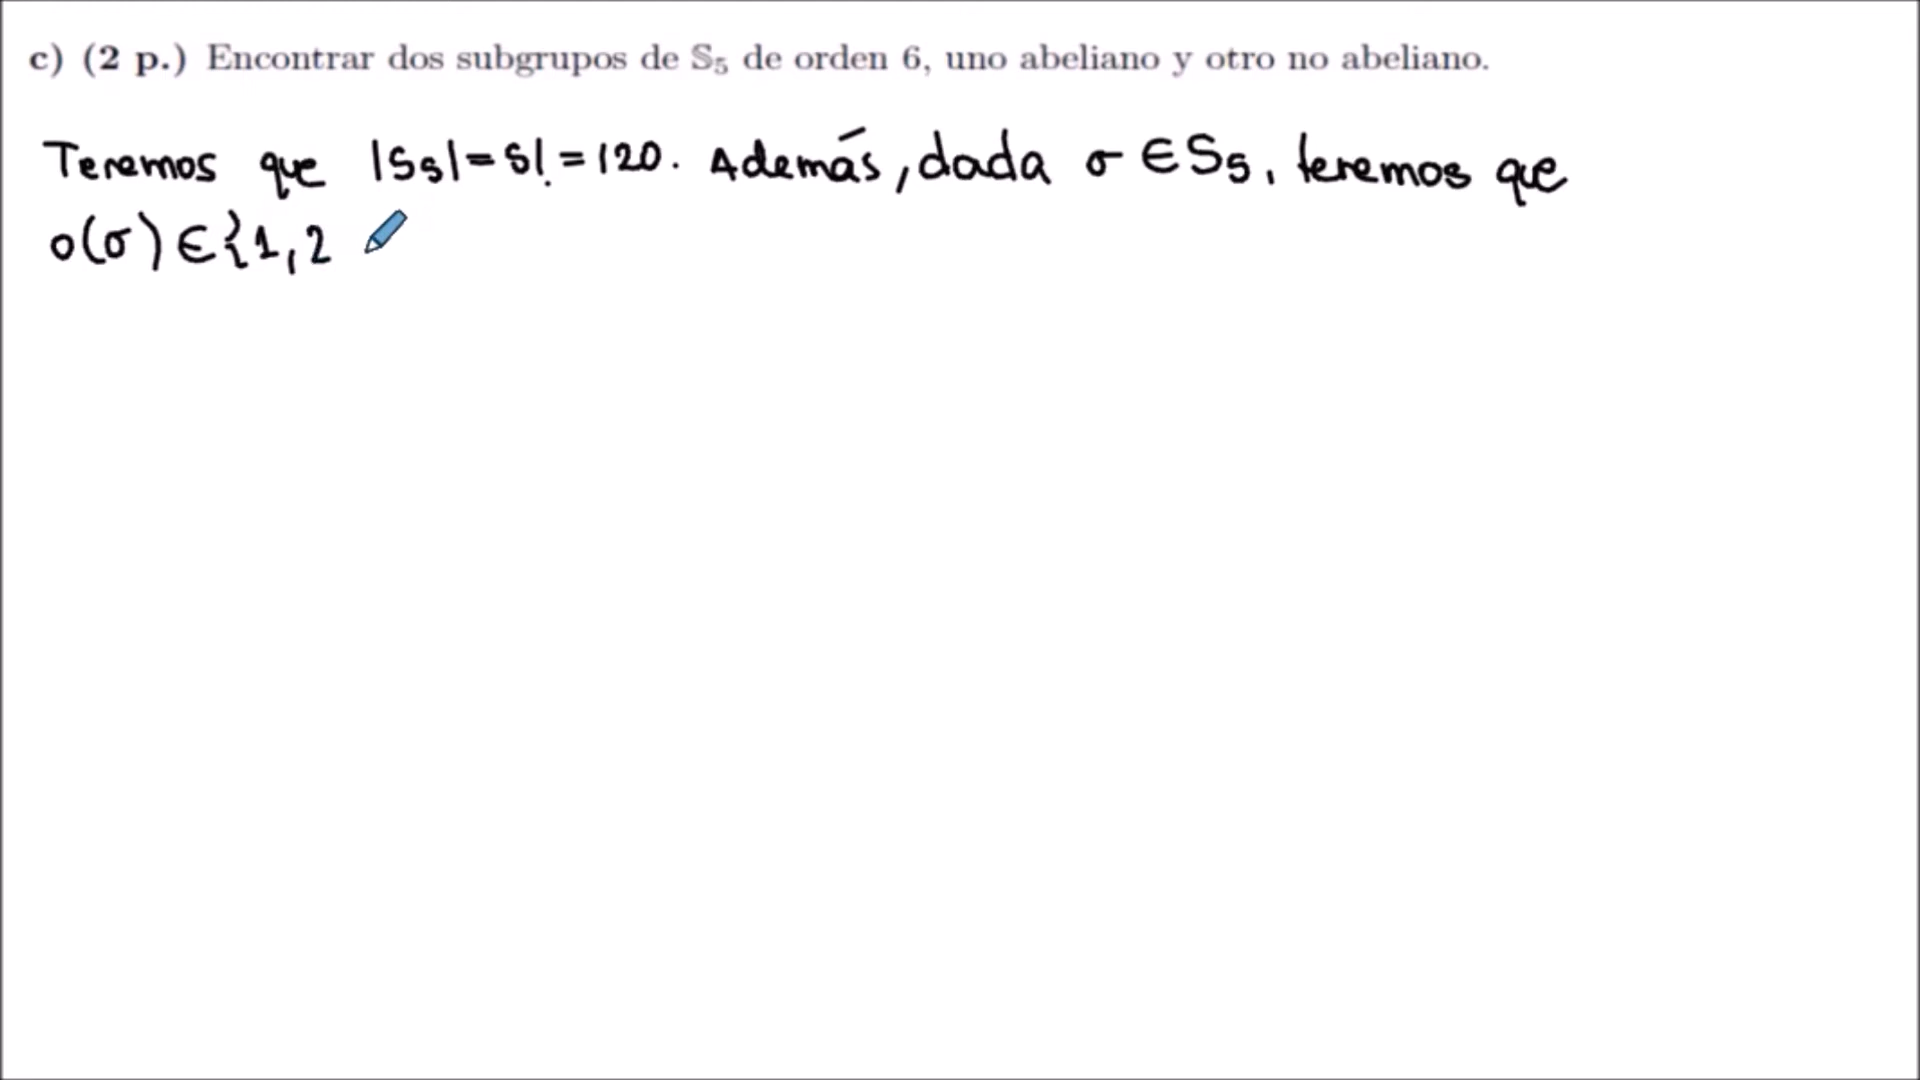 c) (2 p.) Encontrar dos subgrupos de 𝕊₅ de orden 6, uno abeliano y otro no abeliano.
Tenemos que |S₅| = 5! = 120. Además, dada σ ∈ S₅, tenemos que
o(σ) ∈ {1, 2